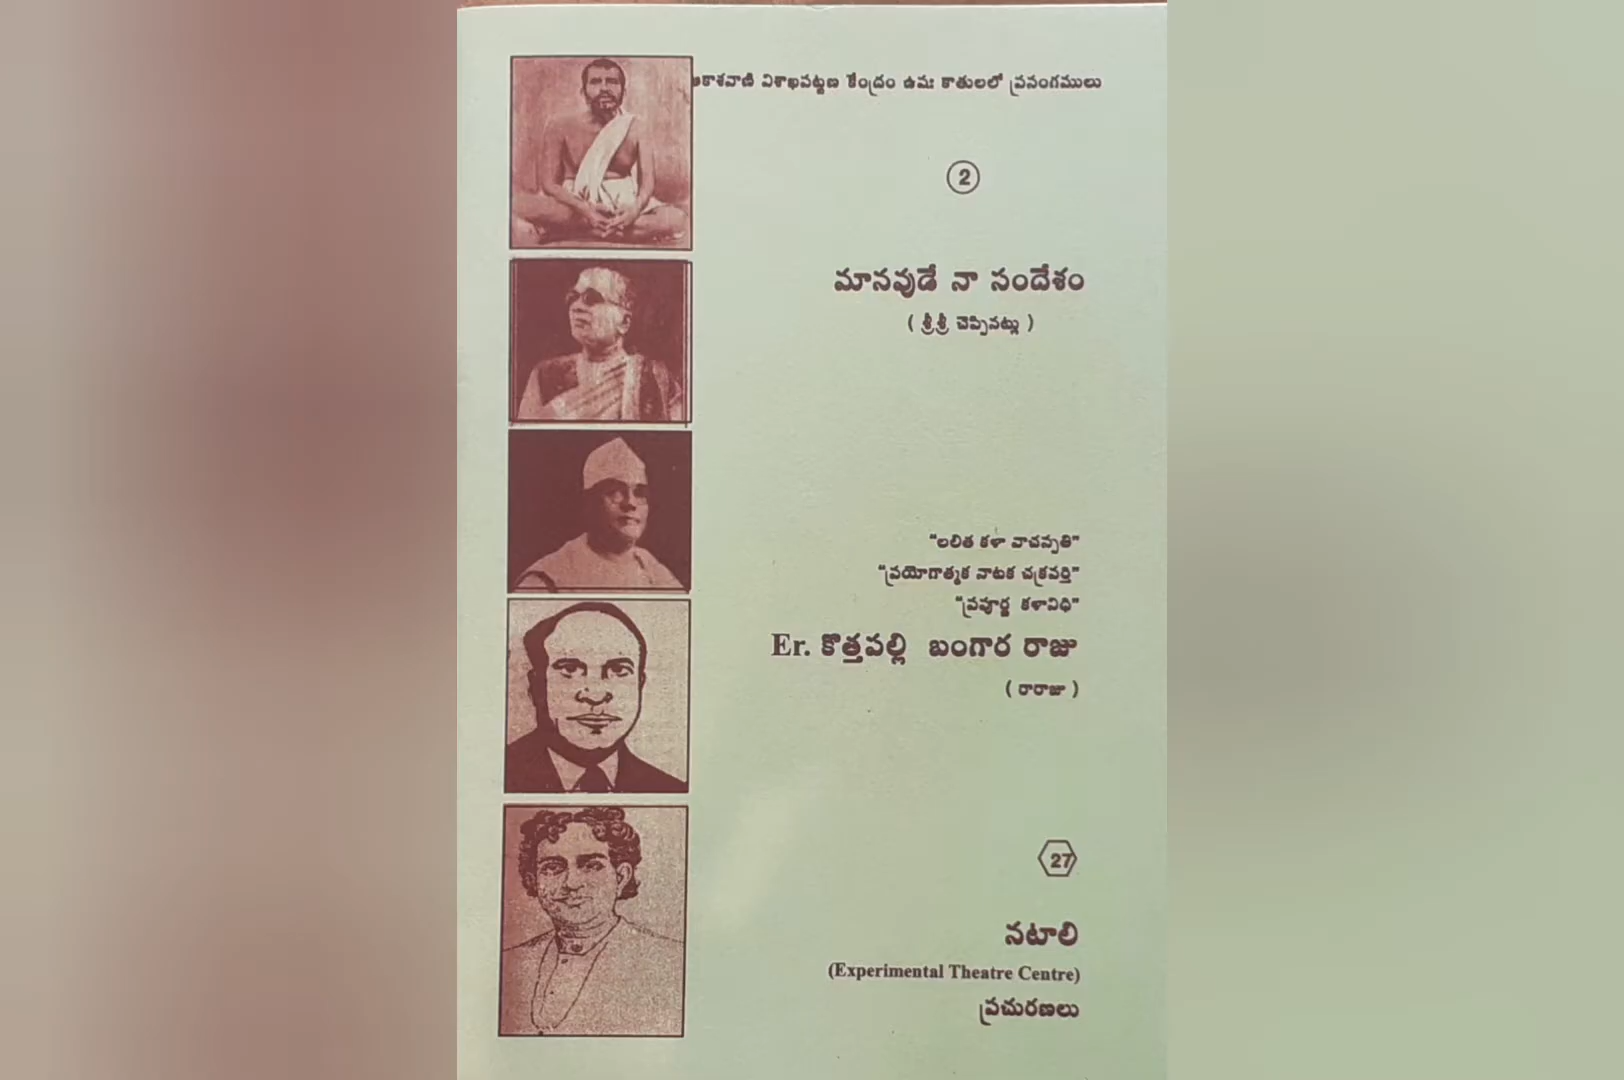 ఆకాశవాణి విశాఖపట్టణ కేంద్రం ఉషః కాతులలో ప్రసంగములు
2
మానవుడే నా సందేశం
( శ్రీ.శ్రీ చెప్పినట్లు )
“లలిత కళా వాచస్పతి”
“ప్రయోగాత్మక నాటక చక్రవర్తి”
“ప్రపూర్ణ కళానిధి”
Er. కొత్తపల్లి బంగార రాజు
( రారాజు )
27
నటాలి
(Experimental Theatre Centre)
ప్రచురణలు